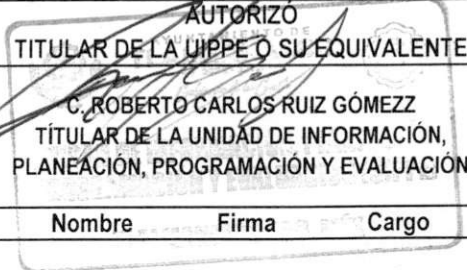 AUTORIZÓ
TITULAR DE LA UIPPE O SU EQUIVALENTE
C. ROBERTO CARLOS RUIZ GÓMEZZ
TÍTULAR DE LA UNIDAD DE INFORMACIÓN,
PLANEACIÓN, PROGRAMACIÓN Y EVALUACIÓN
Nombre Firma Cargo